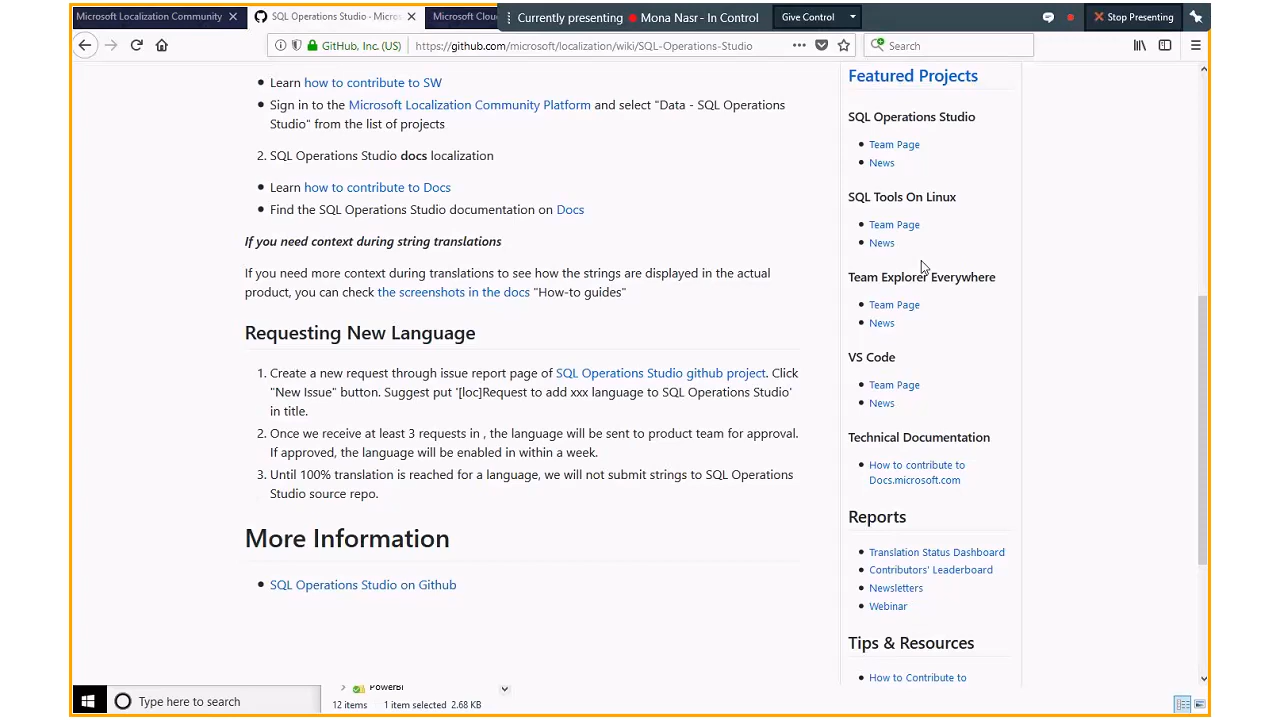 Microsoft Localization Community
SQL Operations Studio - Micros
Microsoft Clou
Currently presenting
Mona Nasr - In Control
Give Control
Stop Presenting
GitHub, Inc. (US)
https://github.com/microsoft/localization/wiki/SQL-Operations-Studio
Search
Learn how to contribute to SW
Sign in to the Microsoft Localization Community Platform and select "Data - SQL Operations
Studio" from the list of projects
2. SQL Operations Studio docs localization
Learn how to contribute to Docs
Find the SQL Operations Studio documentation on Docs
If you need context during string translations
If you need more context during translations to see how the strings are displayed in the actual
product, you can check the screenshots in the docs "How-to guides"
Requesting New Language
1. Create a new request through issue report page of SQL Operations Studio github project. Click
"New Issue" button. Suggest put '[loc]Request to add xxx language to SQL Operations Studio'
in title.
2. Once we receive at least 3 requests in , the language will be sent to product team for approval.
If approved, the language will be enabled in within a week.
3. Until 100% translation is reached for a language, we will not submit strings to SQL Operations
Studio source repo.
More Information
SQL Operations Studio on Github
Featured Projects
SQL Operations Studio
Team Page
News
SQL Tools On Linux
Team Page
News
Team Explorer Everywhere
Team Page
News
VS Code
Team Page
News
Technical Documentation
How to contribute to
Docs.microsoft.com
Reports
Translation Status Dashboard
Contributors' Leaderboard
Newsletters
Webinar
Tips & Resources
How to Contribute to
Type here to search
PowerBI
12 items
1 item selected 2.68 KB